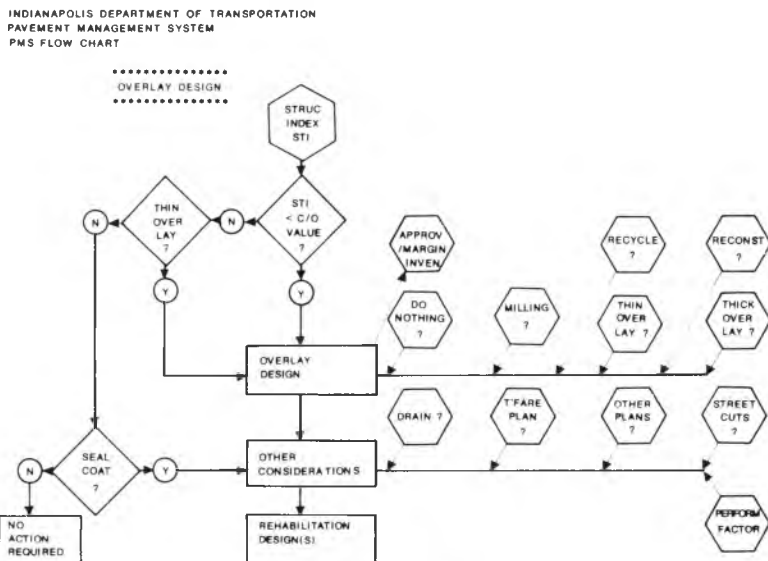 INDIANAPOLIS DEPARTMENT OF TRANSPORTATION
PAVEMENT MANAGEMENT SYSTEM
PMS FLOW CHART
OVERLAY DESIGN
STRUC
INDEX
STI
N
THIN
OVER
LAY
?
N
STI
< C/O
VALUE
?
APPROV
/MARGIN
INVEN
RECYCLE
?
RECONST
?
Y
Y
DO
NOTHING
?
MILLING
?
THIN
OVER
LAY ?
THICK
OVER
LAY ?
OVERLAY
DESIGN
DRAIN ?
T'FARE
PLAN
?
OTHER
PLANS
?
STREET
CUTS
?
N
SEAL
COAT
?
Y
OTHER
CONSIDERATIONS
PERFORM
FACTOR
NO
ACTION
REQUIRED
REHABILITATION
DESIGN(S)